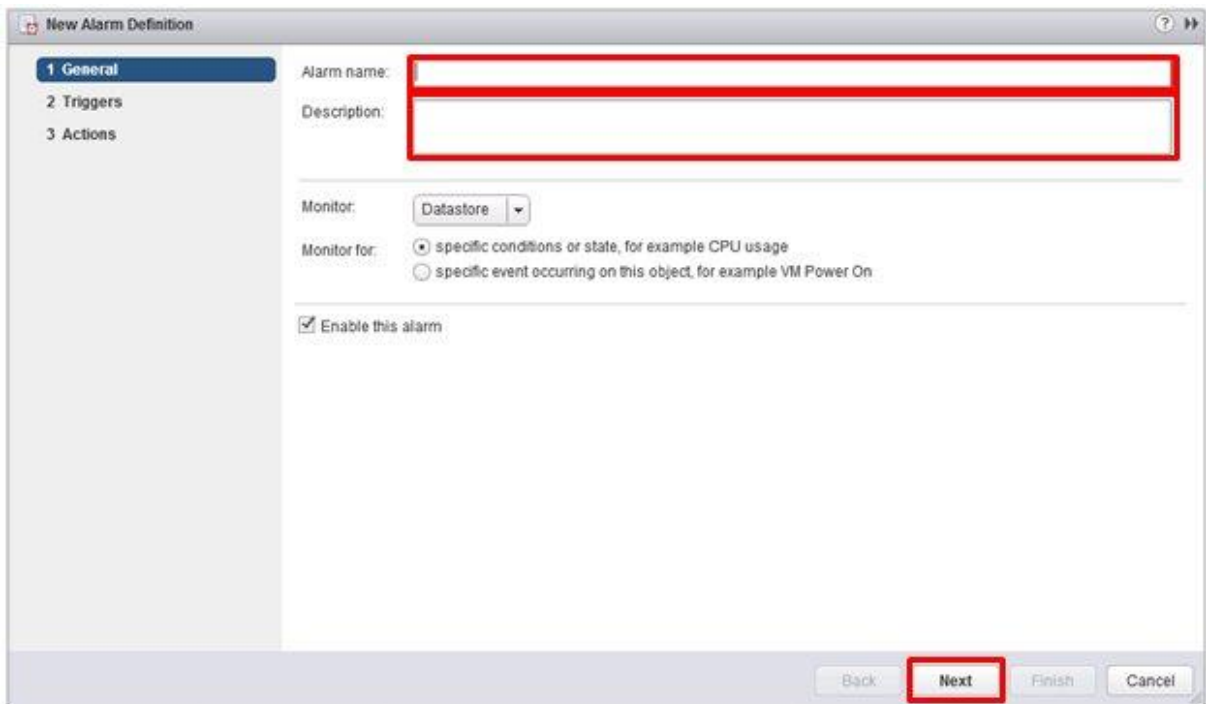 New Alarm Definition
?
1 General
2 Triggers
3 Actions
Alarm name:
Description:
Monitor:
Datastore
Monitor for:
specific conditions or state, for example CPU usage
specific event occurring on this object, for example VM Power On
Enable this alarm
Back Next Finish Cancel